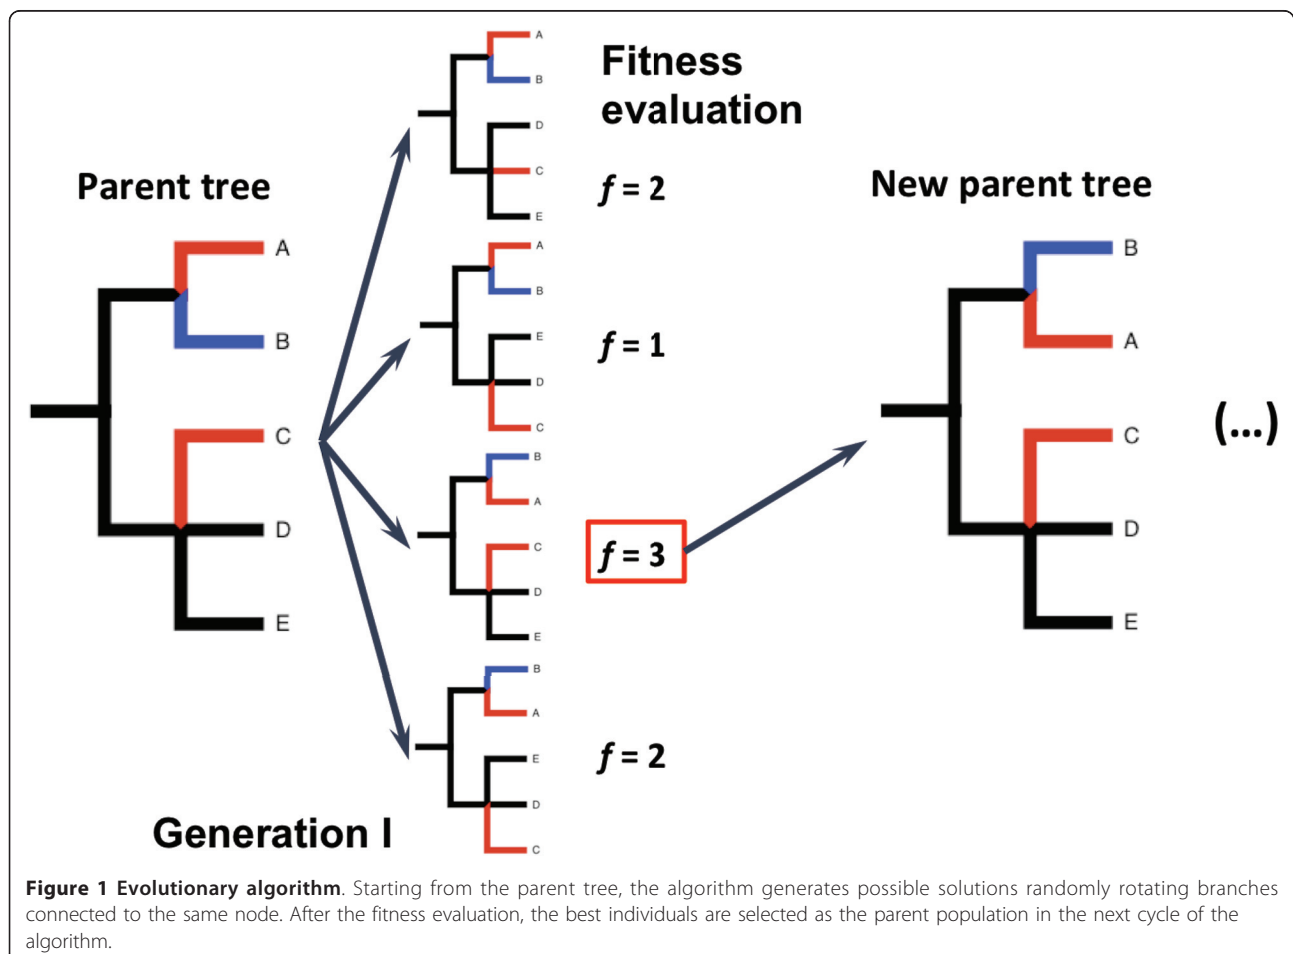 Parent tree
A
B
C
D
E
Generation I
A
B
D
C
E
A
B
E
D
C
B
A
C
D
E
B
A
E
D
C
Fitness
evaluation
f = 2
f = 1
f = 3
f = 2
New parent tree
B
A
C
D
E
(...)
Figure 1 Evolutionary algorithm. Starting from the parent tree, the algorithm generates possible solutions randomly rotating branches
connected to the same node. After the fitness evaluation, the best individuals are selected as the parent population in the next cycle of the
algorithm.